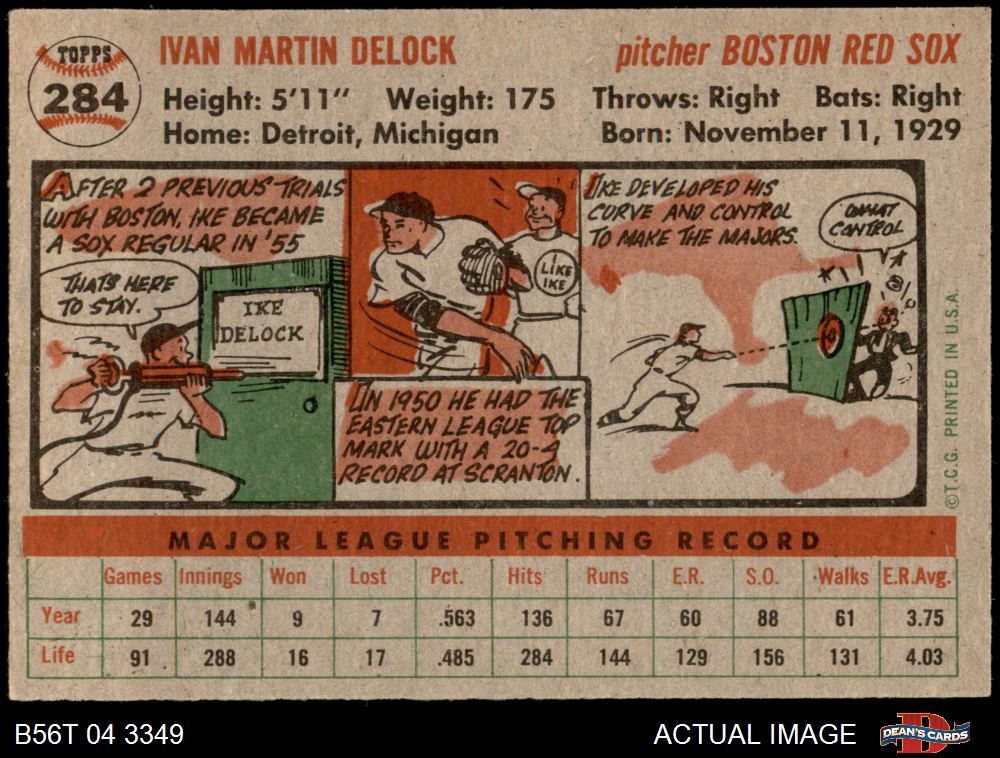 TOPPS
284
IVAN MARTIN DELOCK
pitcher BOSTON RED SOX
Height: 5'11" Weight: 175 Throws: Right Bats: Right
Home: Detroit, Michigan Born: November 11, 1929
AFTER 2 PREVIOUS TRIALS
WITH BOSTON, IKE BECAME
A SOX REGULAR IN '55
THATS HERE
TO STAY.
IKE
DELOCK
I
LIKE
IKE
IN 1950 HE HAD THE
EASTERN LEAGUE TOP
MARK WITH A 20-4
RECORD AT SCRANTON.
IKE DEVELOPED HIS
CURVE AND CONTROL
TO MAKE THE MAJORS.
WHAT
CONTROL
©T.C.G. PRINTED IN U.S.A.
MAJOR LEAGUE PITCHING RECORD
Games Innings Won Lost Pct. Hits Runs E.R. S.O. Walks E.R.Avg.
Year 29 144 9 7 .563 136 67 60 88 61 3.75
Life 91 288 16 17 .485 284 144 129 156 131 4.03
B56T 04 3349
ACTUAL IMAGE
DEAN'S CARDS